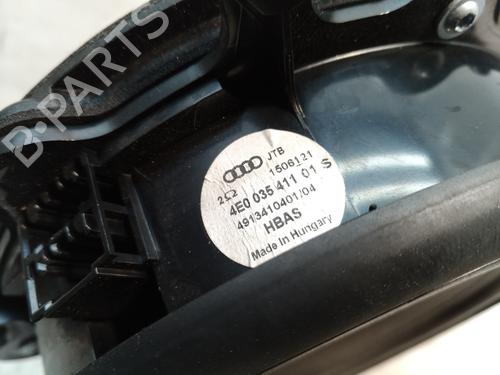 B-PARTS
JTB
1506121
2Ω
4E0 035 411 01 S
4913410401/04
HBAS
Made in Hungary